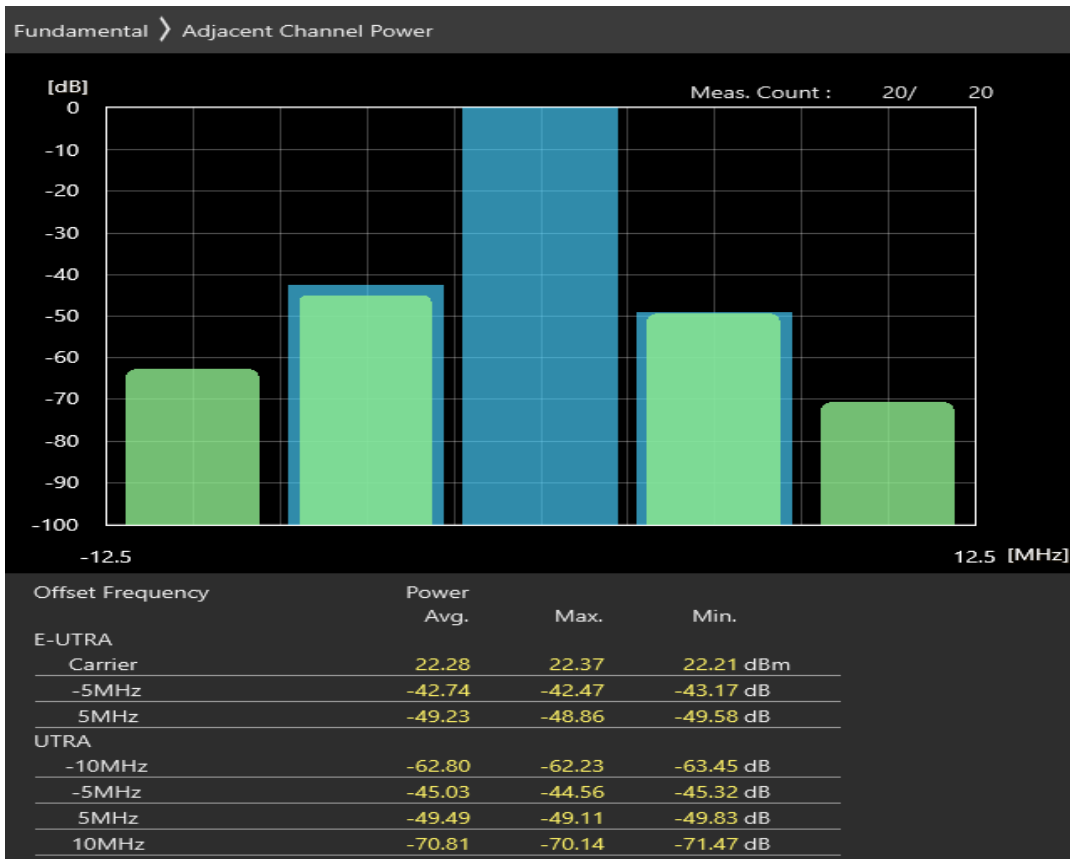 Fundamental 〉 Adjacent Channel Power
[dB]
Meas. Count : 20/ 20
0
-10
-20
-30
-40
-50
-60
-70
-80
-90
-100
-12.5 12.5 [MHz]
Offset Frequency Power
Avg. Max. Min.
E-UTRA
Carrier 22.28 22.37 22.21 dBm
-5MHz -42.74 -42.47 -43.17 dB
5MHz -49.23 -48.86 -49.58 dB
UTRA
-10MHz -62.80 -62.23 -63.45 dB
-5MHz -45.03 -44.56 -45.32 dB
5MHz -49.49 -49.11 -49.83 dB
10MHz -70.81 -70.14 -71.47 dB